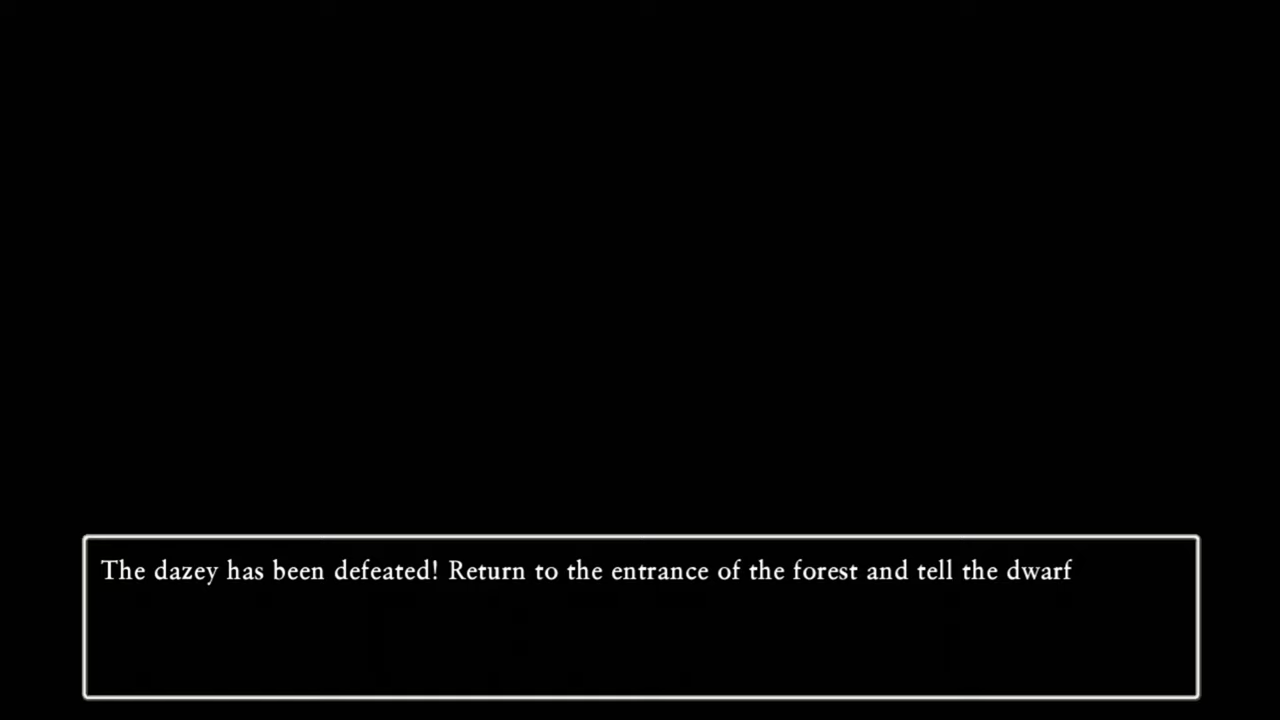 The dazey has been defeated! Return to the entrance of the forest and tell the dwarf